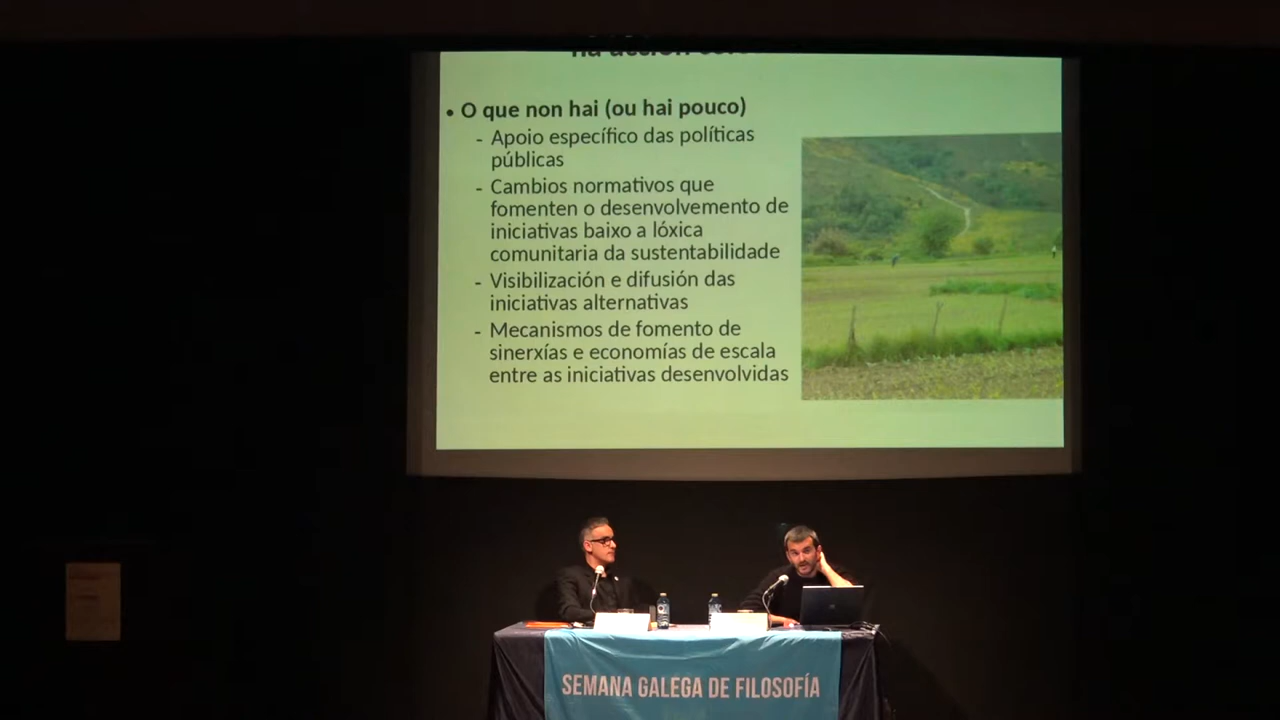 na acción
• O que non hai (ou hai pouco)
- Apoio específico das políticas
públicas
- Cambios normativos que
fomenten o desenvolvemento de
iniciativas baixo a lóxica
comunitaria da sustentabilidade
- Visibilización e difusión das
iniciativas alternativas
- Mecanismos de fomento de
sinerxías e economías de escala
entre as iniciativas desenvolvidas
SEMANA GALEGA DE FILOSOFÍA